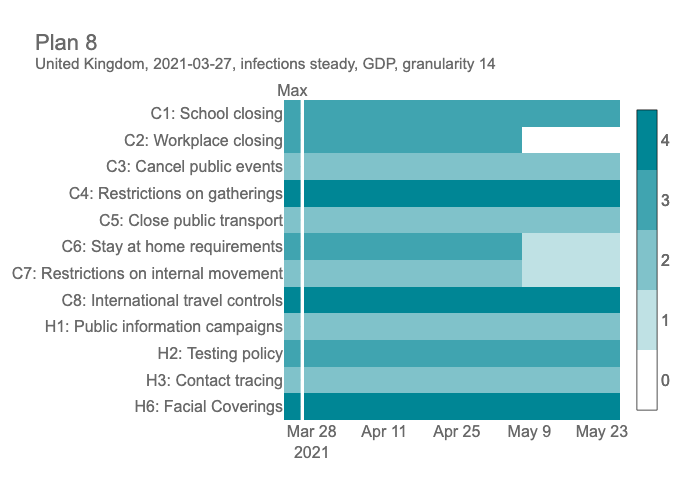 Plan 8
United Kingdom, 2021-03-27, infections steady, GDP, granularity 14
Max
C1: School closing
C2: Workplace closing
C3: Cancel public events
C4: Restrictions on gatherings
C5: Close public transport
C6: Stay at home requirements
C7: Restrictions on internal movement
C8: International travel controls
H1: Public information campaigns
H2: Testing policy
H3: Contact tracing
H6: Facial Coverings
Mar 28 Apr 11 Apr 25 May 9 May 23
2021
4
3
2
1
0